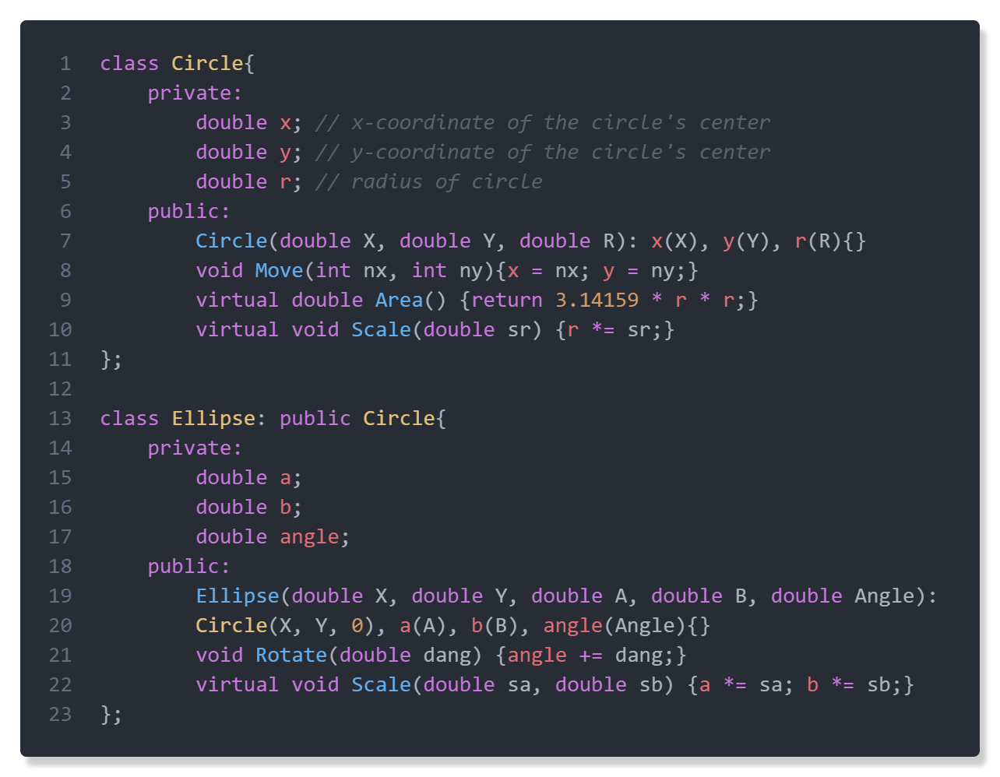 1 class Circle{
2     private:
3         double x; // x-coordinate of the circle's center
4         double y; // y-coordinate of the circle's center
5         double r; // radius of circle
6     public:
7         Circle(double X, double Y, double R): x(X), y(Y), r(R){}
8         void Move(int nx, int ny){x = nx; y = ny;}
9         virtual double Area() {return 3.14159 * r * r;}
10         virtual void Scale(double sr) {r *= sr;}
11 };
12
13 class Ellipse: public Circle{
14     private:
15         double a;
16         double b;
17         double angle;
18     public:
19         Ellipse(double X, double Y, double A, double B, double Angle):
20         Circle(X, Y, 0), a(A), b(B), angle(Angle){}
21         void Rotate(double dang) {angle += dang;}
22         virtual void Scale(double sa, double sb) {a *= sa; b *= sb;}
23 };